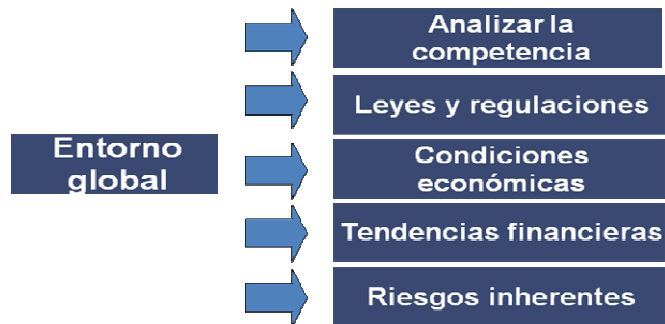 Entorno
global
Analizar la
competencia
Leyes y regulaciones
Condiciones
económicas
Tendencias financieras
Riesgos inherentes